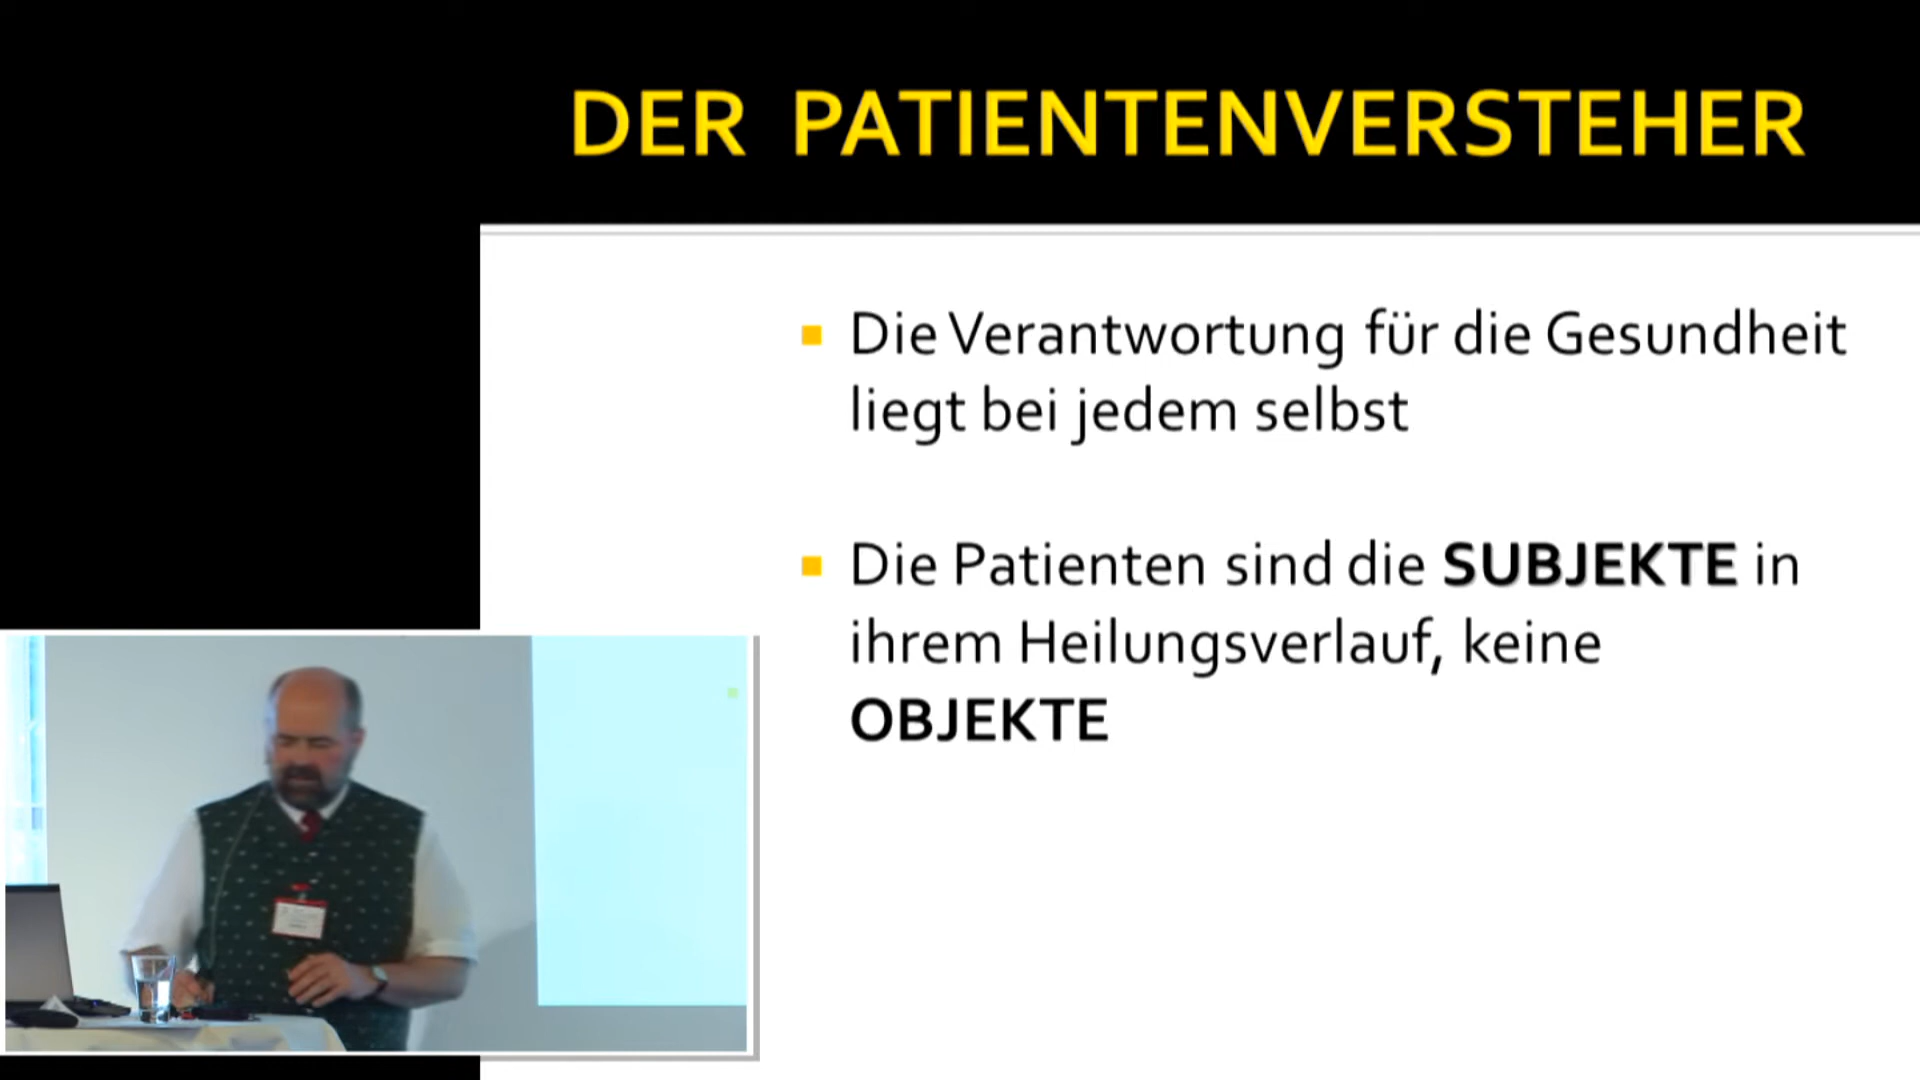 DER PATIENTENVERSTEHER
Die Verantwortung für die Gesundheit
liegt bei jedem selbst
Die Patienten sind die SUBJEKTE in
ihrem Heilungsverlauf, keine
OBJEKTE